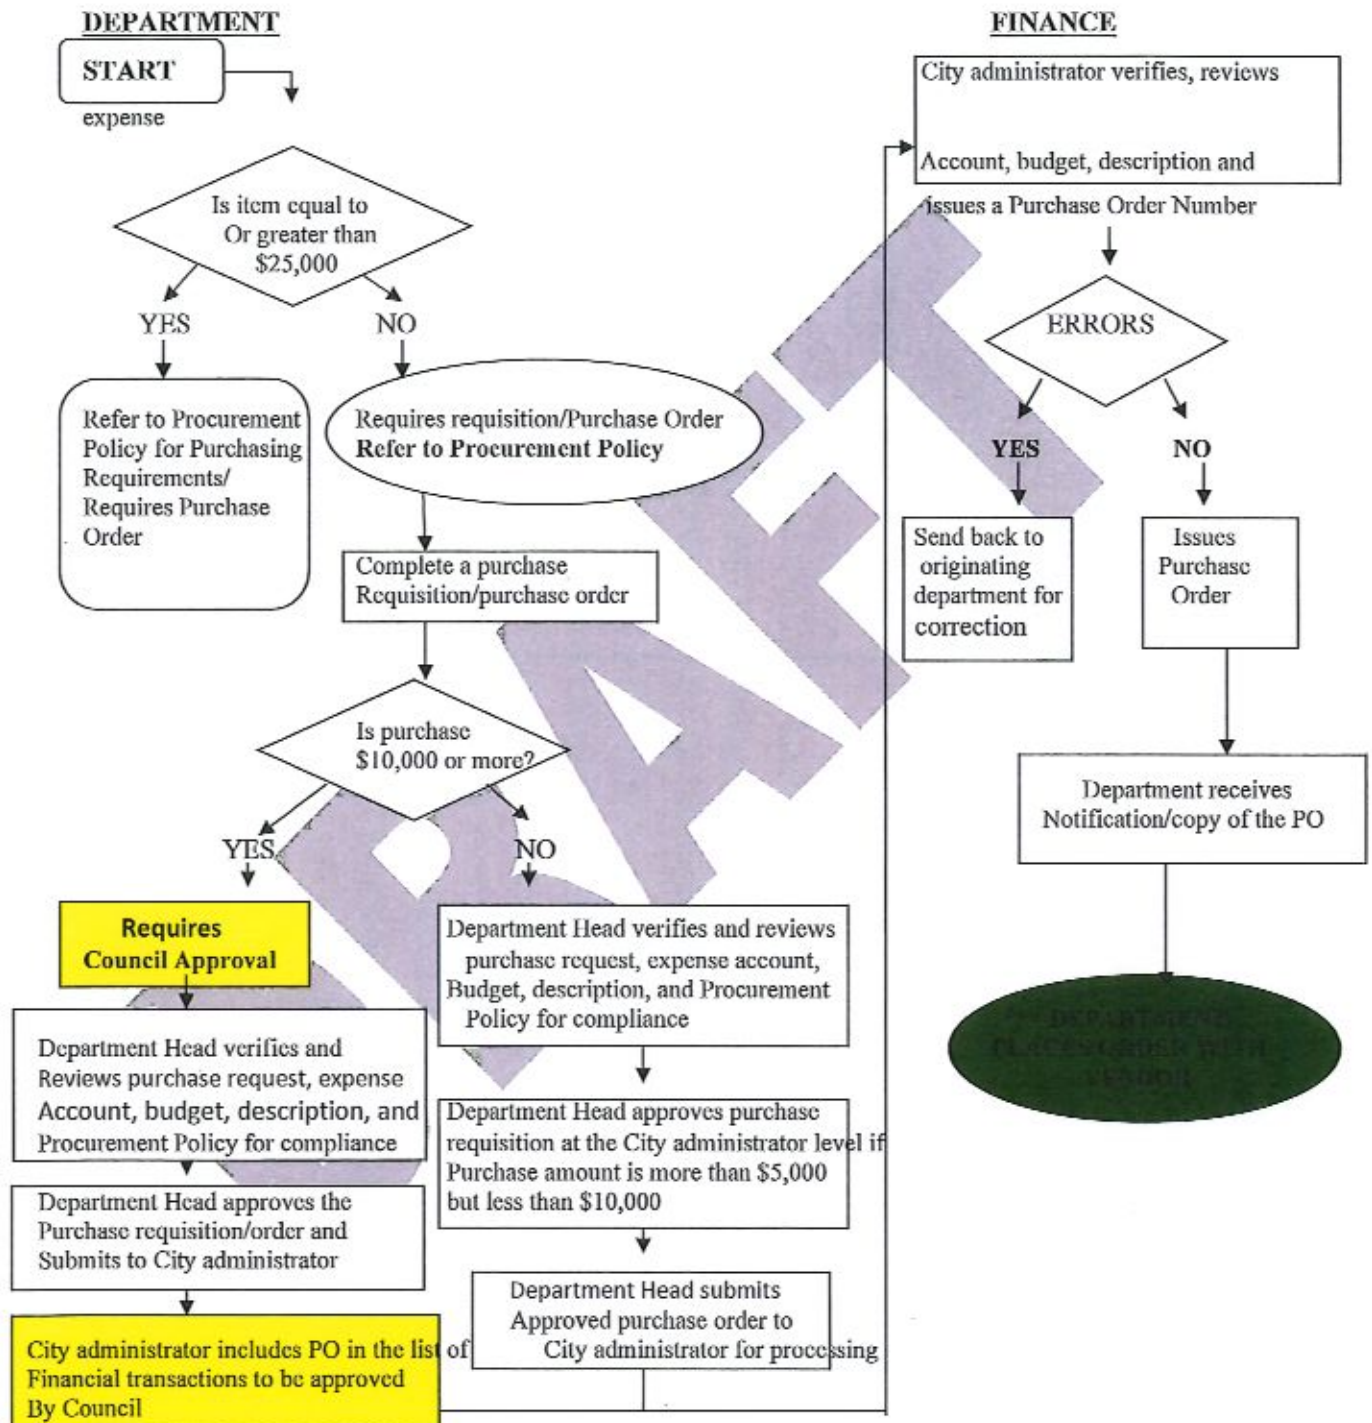 DEPARTMENT
START
expense
Is item equal to
Or greater than
$25,000
YES
NO
Refer to Procurement
Policy for Purchasing
Requirements/
Requires Purchase
Order
Requires requisition/Purchase Order
Refer to Procurement Policy
Complete a purchase
Requisition/purchase order
Is purchase
$10,000 or more?
YES
NO
Requires
Council Approval
Department Head verifies and
Reviews purchase request, expense
Account, budget, description, and
Procurement Policy for compliance
Department Head approves the
Purchase requisition/order and
Submits to City administrator
City administrator includes PO in the list of
Financial transactions to be approved
By Council
Department Head verifies and reviews
purchase request, expense account,
Budget, description, and Procurement
Policy for compliance
Department Head approves purchase
requisition at the City administrator level if
Purchase amount is more than $5,000
but less than $10,000
Department Head submits
Approved purchase order to
City administrator for processing
FINANCE
City administrator verifies, reviews
Account, budget, description and
issues a Purchase Order Number
ERRORS
YES
NO
Send back to
originating
department for
correction
Issues
Purchase
Order
Department receives
Notification/copy of the PO
DEPARTMENT
PLACES ORDER WITH
VENDOR
DRAFT